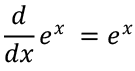 d/dx e^x = e^x